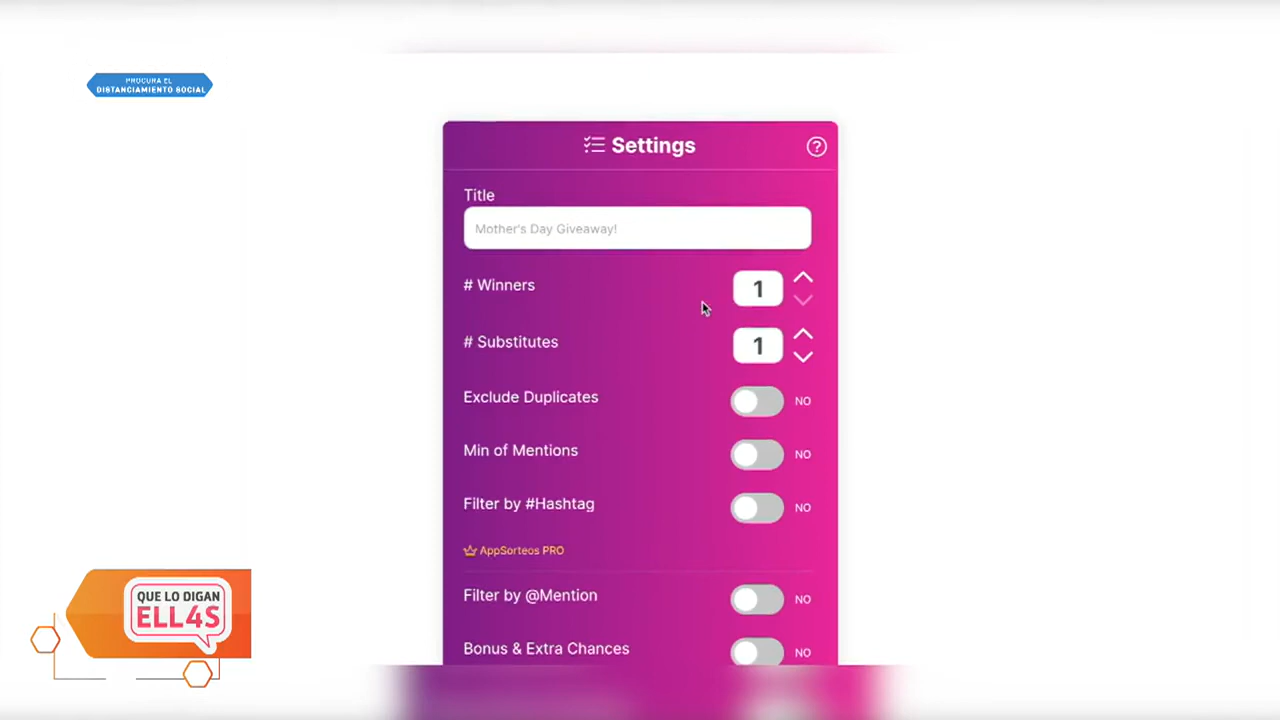 PROCURA EL
DISTANCIAMIENTO SOCIAL
Settings
?
Title
Mother's Day Giveaway!
# Winners
1
# Substitutes
1
Exclude Duplicates
NO
Min of Mentions
NO
Filter by #Hashtag
NO
AppSorteos PRO
Filter by @Mention
NO
Bonus & Extra Chances
NO
QUE LO DIGAN
ELL4S